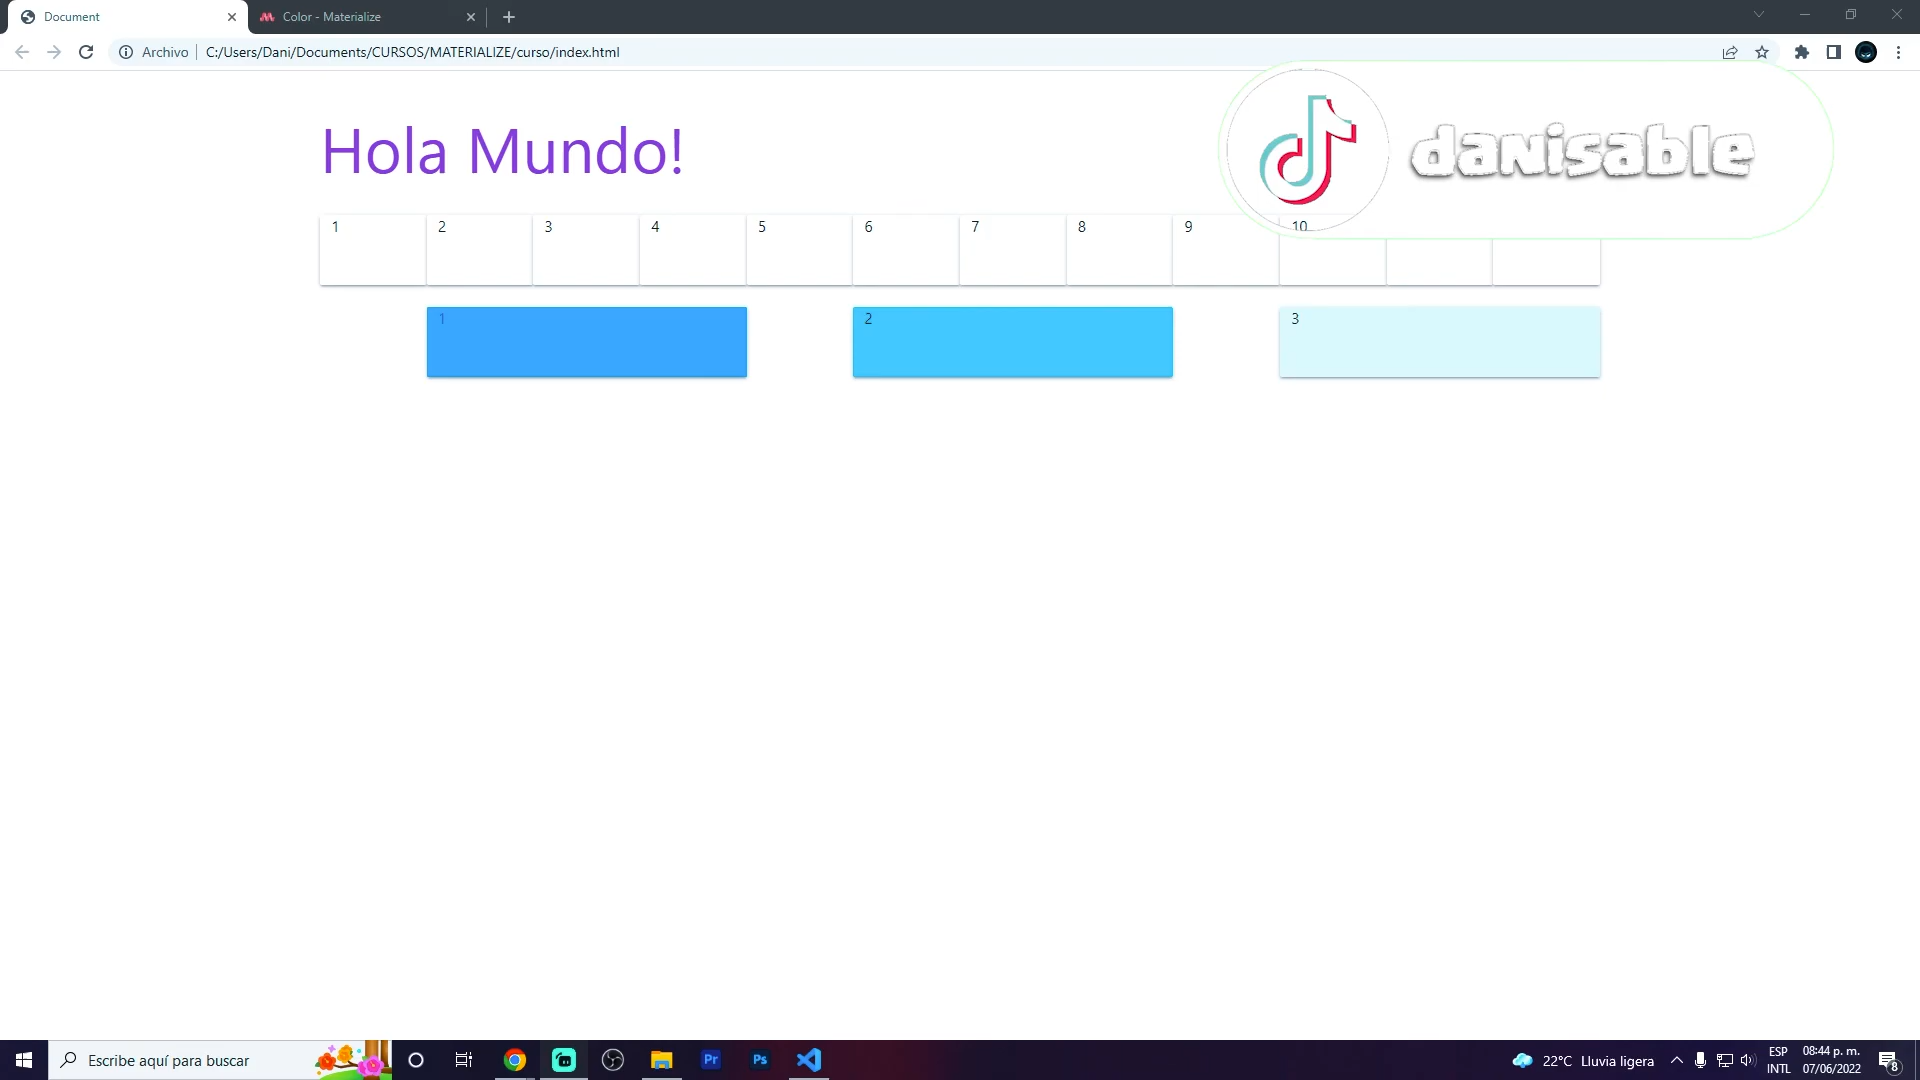 Document
Color - Materialize
Archivo
C:/Users/Dani/Documents/CURSOS/MATERIALIZE/curso/index.html
Hola Mundo!
danisable
1 2 3 4 5 6 7 8 9 10
1 2 3
Escribe aquí para buscar
Pr
Ps
22°C Lluvia ligera
ESP
INTL
08:44 p. m.
07/06/2022
8